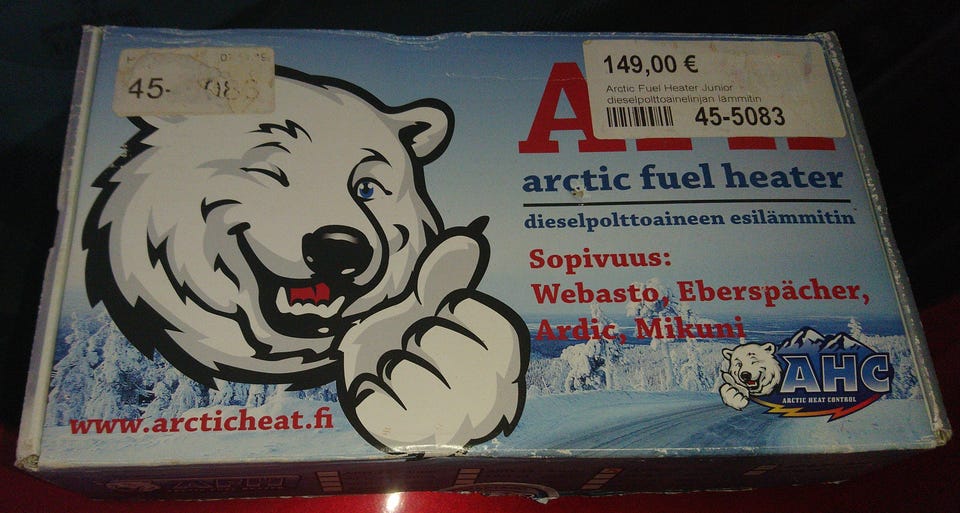 45- 083
149,00 €
Arctic Fuel Heater Junior
dieselpolttoainelinjan lämmitin
45-5083
arctic fuel heater
dieselpolttoaineen esilämmitin
Sopivuus:
Webasto, Eberspächer,
Ardic, Mikuni
AHC
ARCTIC HEAT CONTROL
www.arcticheat.fi